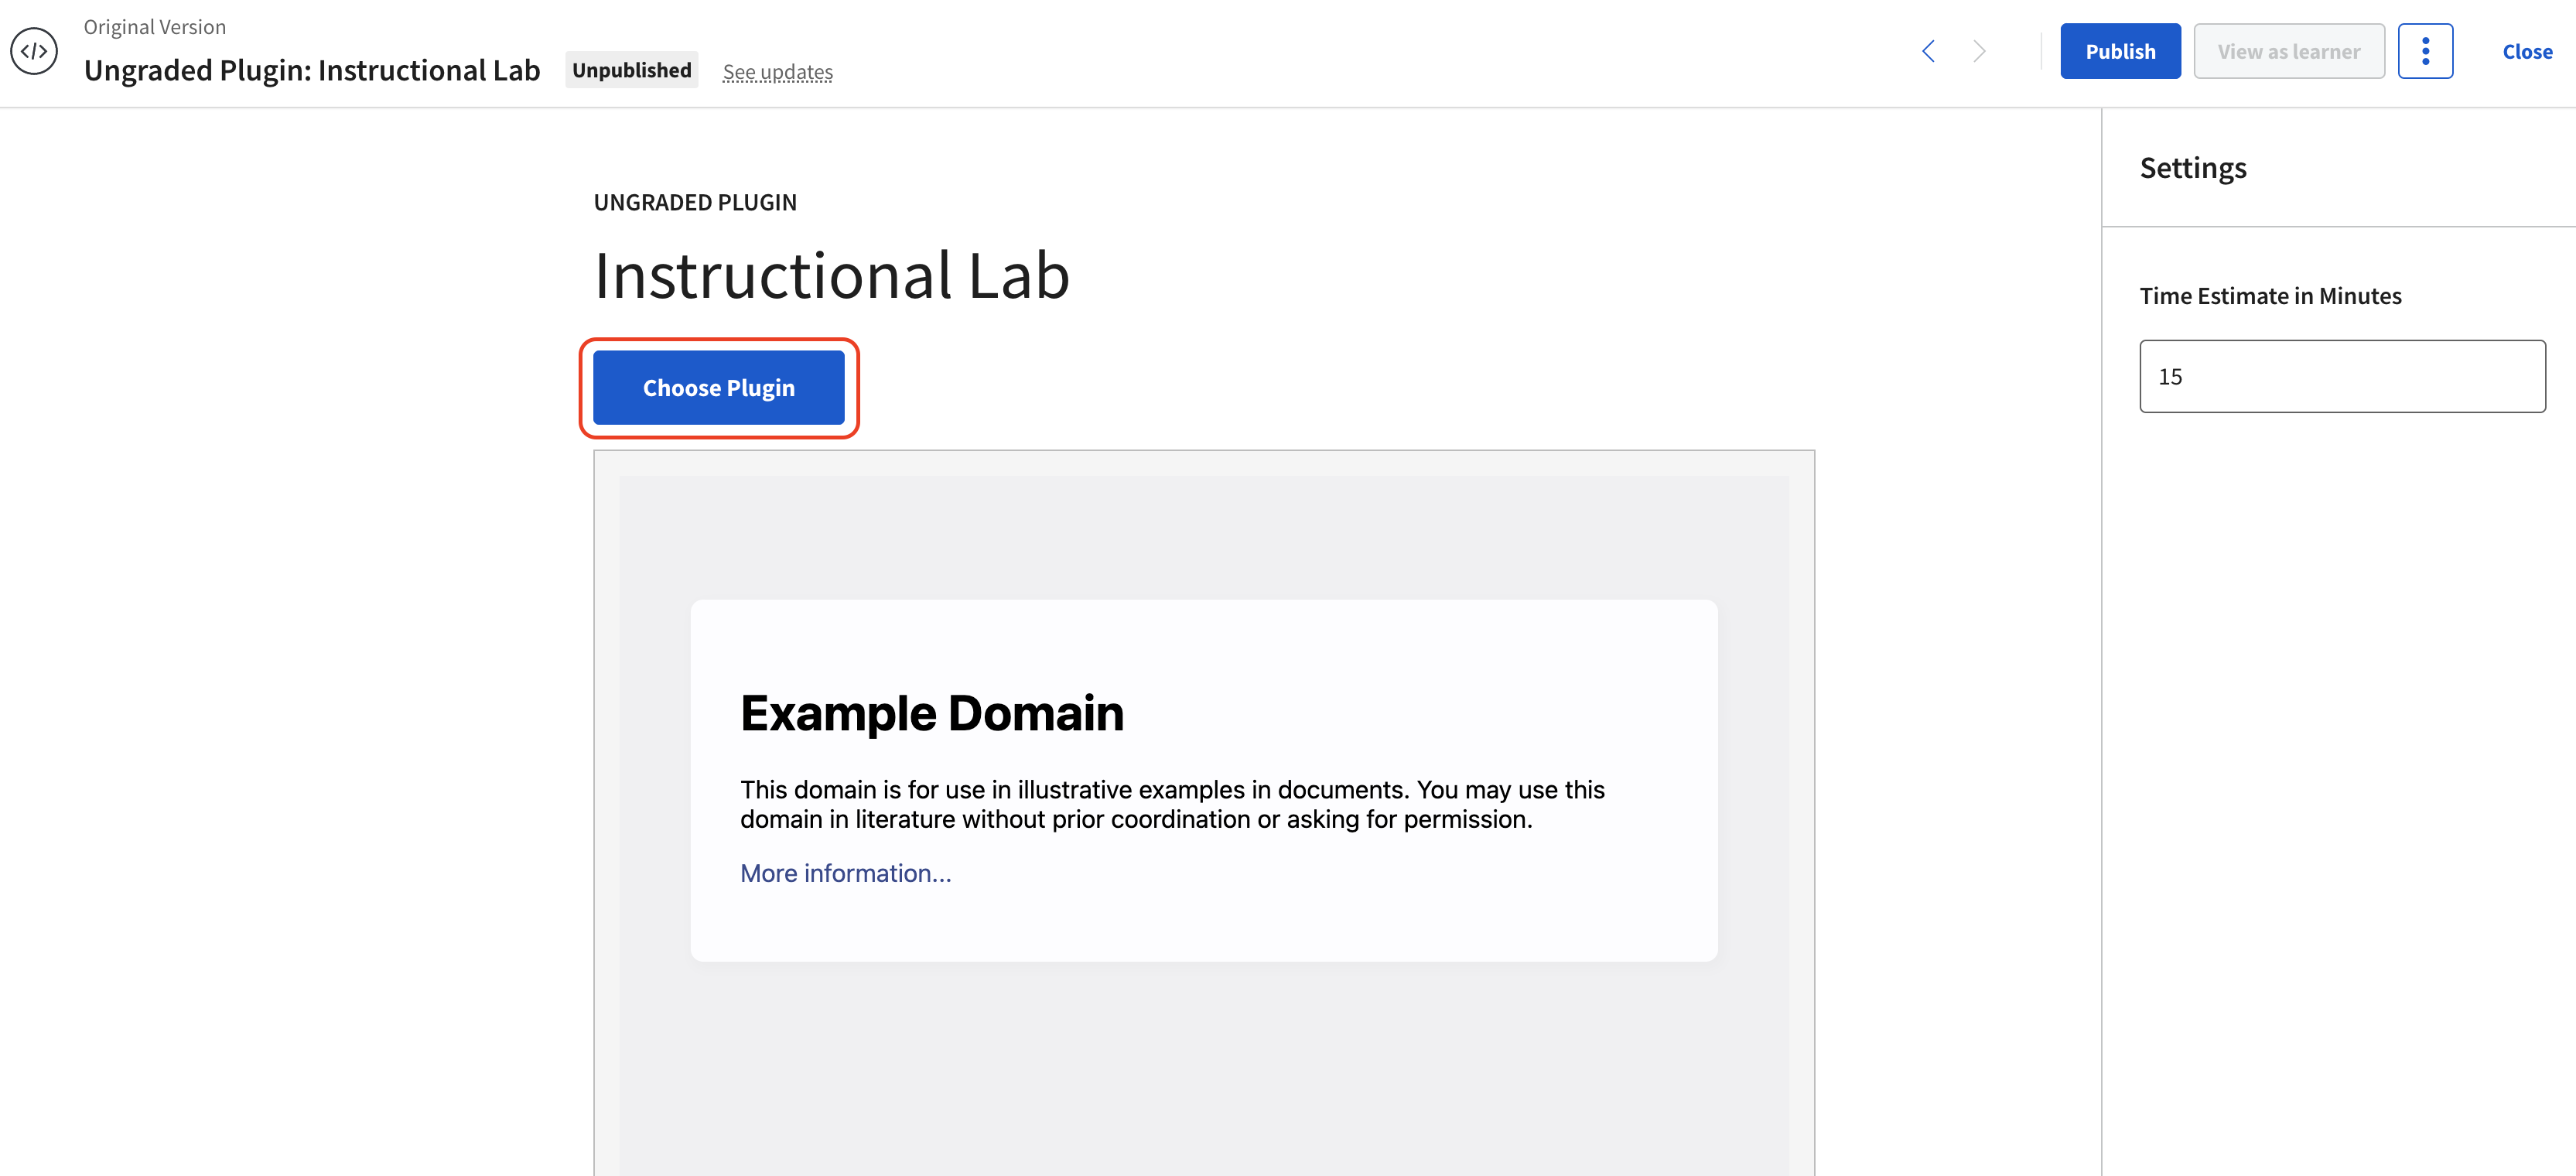 Original Version
Ungraded Plugin: Instructional Lab
Unpublished
See updates
Publish
View as learner
Close
UNGRADED PLUGIN
Instructional Lab
Choose Plugin
Example Domain
This domain is for use in illustrative examples in documents. You may use this
domain in literature without prior coordination or asking for permission.
More information...
Settings
Time Estimate in Minutes
15